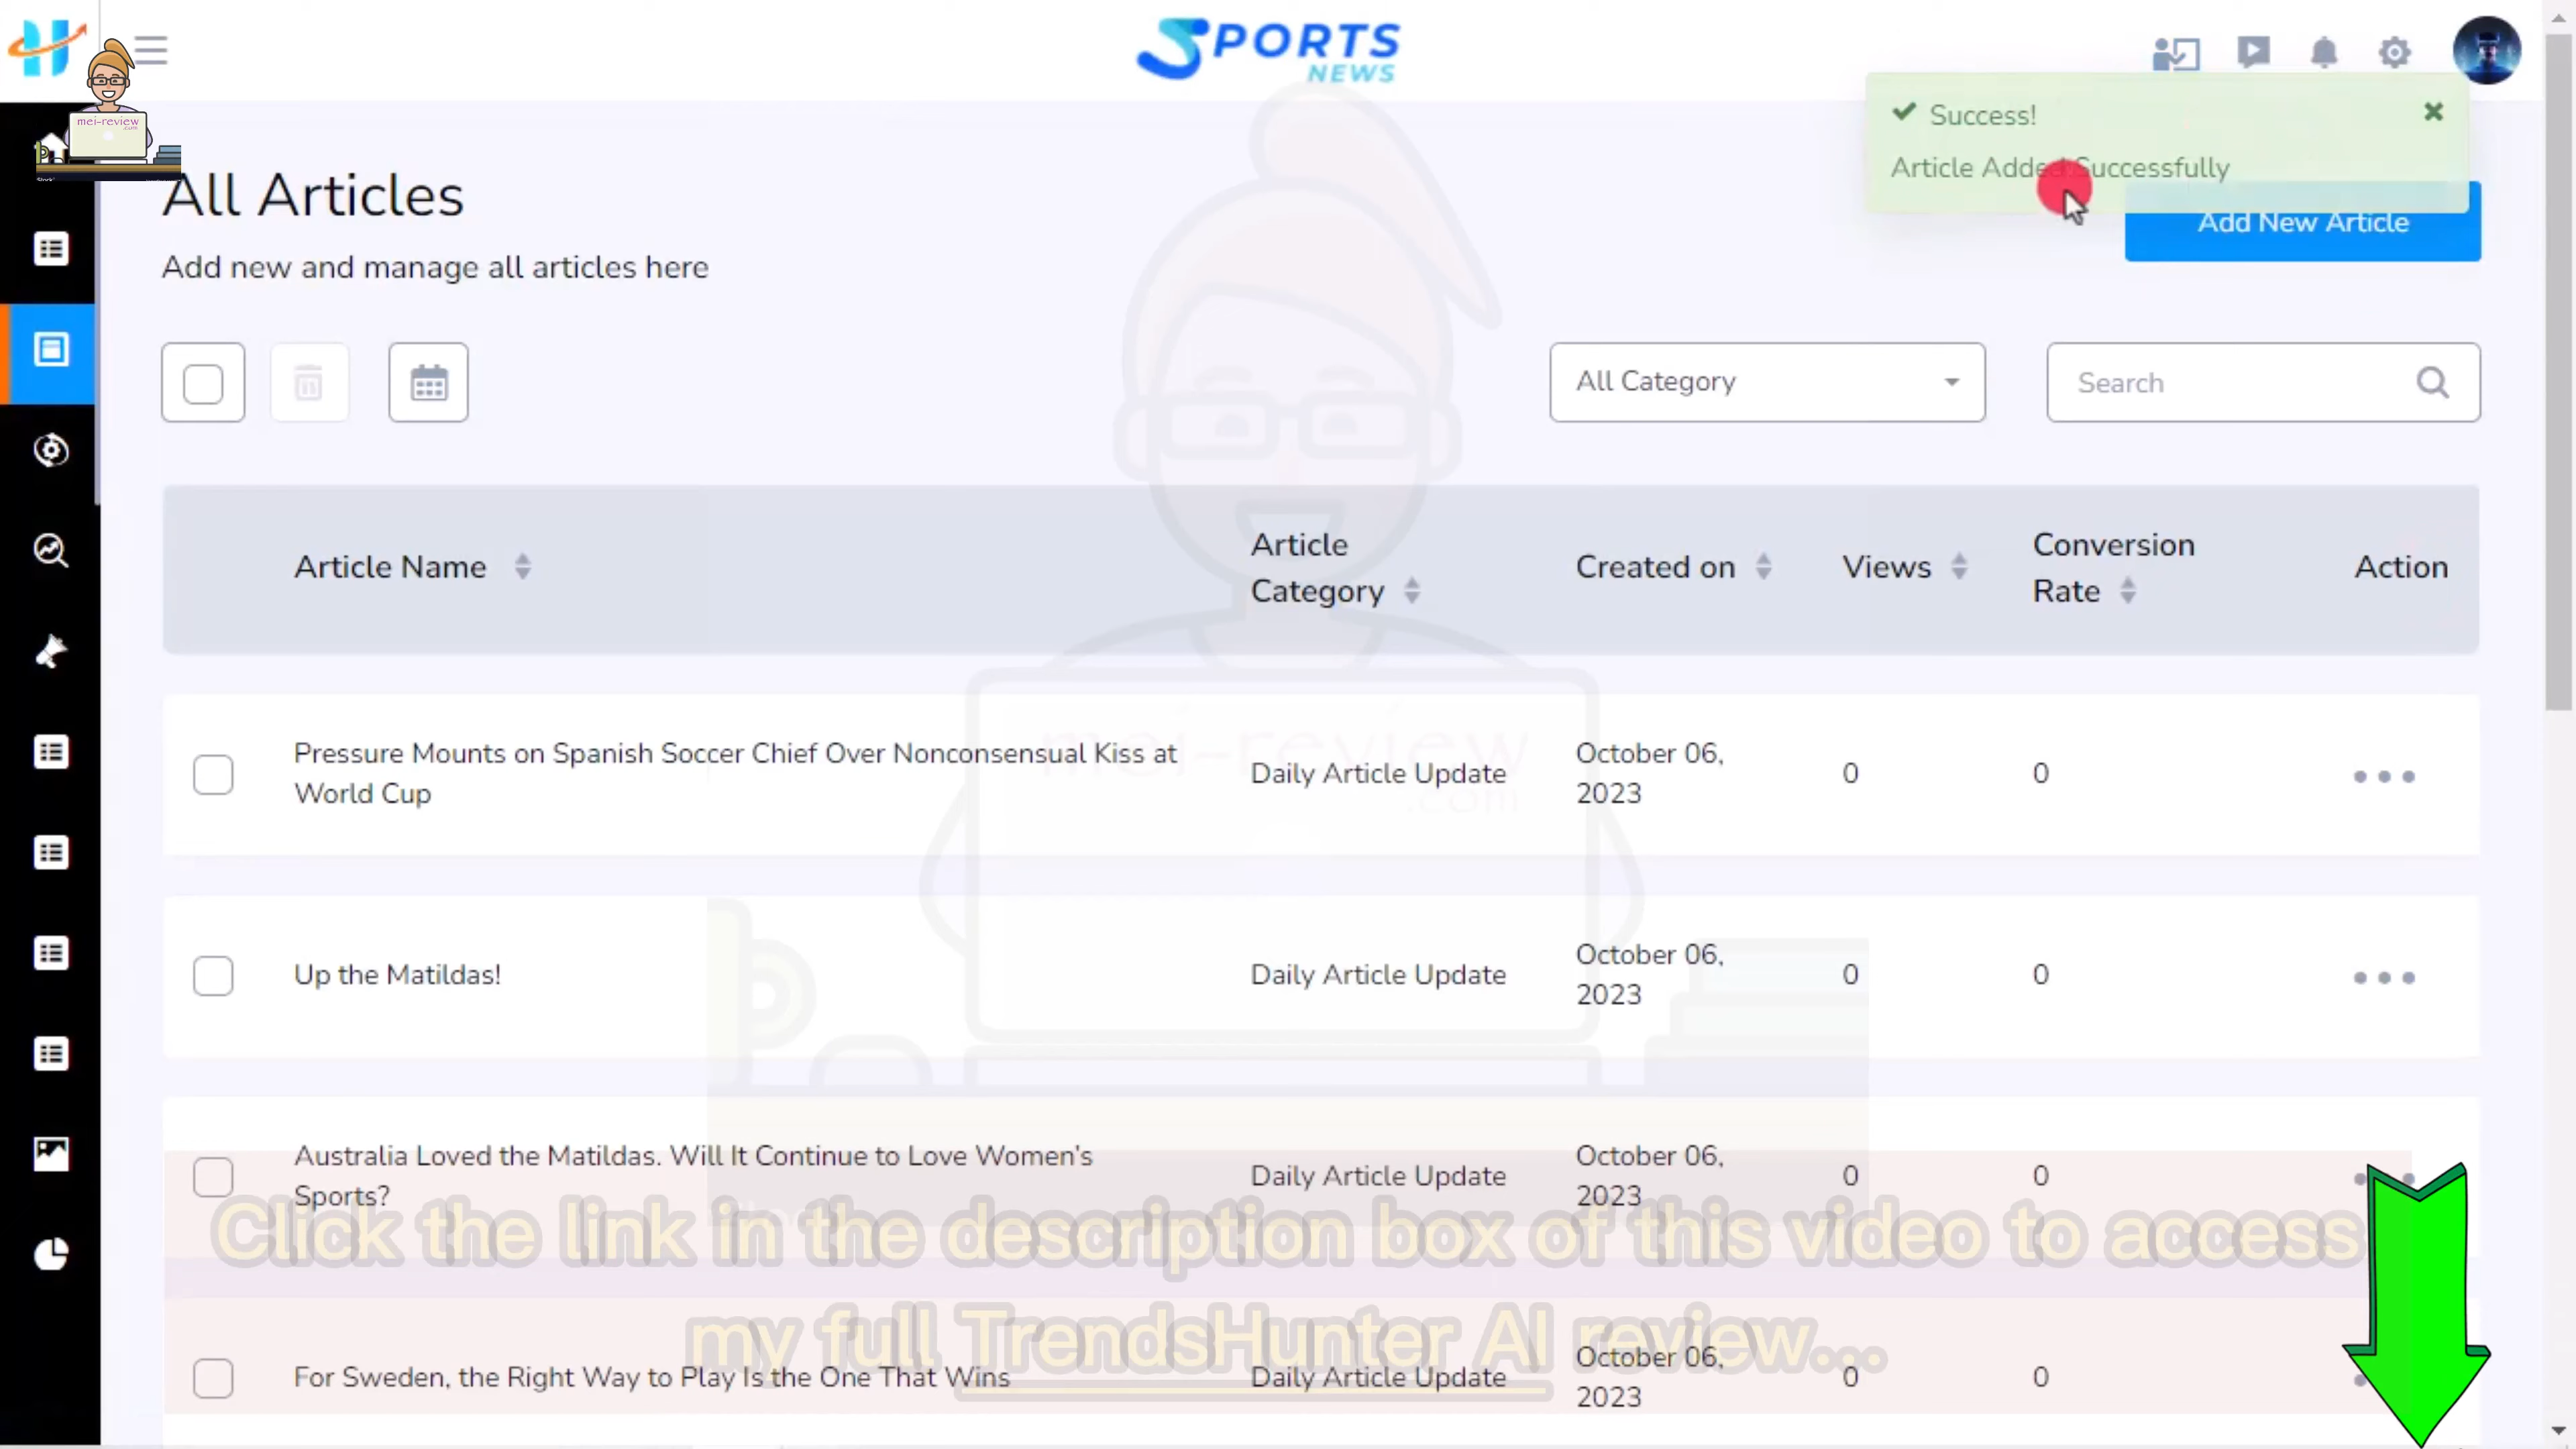 SPORTS
NEWS
mei-review
.com
Success!
Article Added Successfully
All Articles
Add New Article
Add new and manage all articles here
All Category
Search
Article Name
Article Category
Created on
Views
Conversion Rate
Action
Pressure Mounts on Spanish Soccer Chief Over Nonconsensual Kiss at
World Cup
Daily Article Update
October 06,
2023
0
0
mei-review
.com
Up the Matildas!
Daily Article Update
October 06,
2023
0
0
Australia Loved the Matildas. Will It Continue to Love Women's
Sports?
Daily Article Update
October 06,
2023
0
0
Click the link in the description box of this video to access
my full TrendsHunter AI review...
For Sweden, the Right Way to Play Is the One That Wins
Daily Article Update
October 06,
2023
0
0